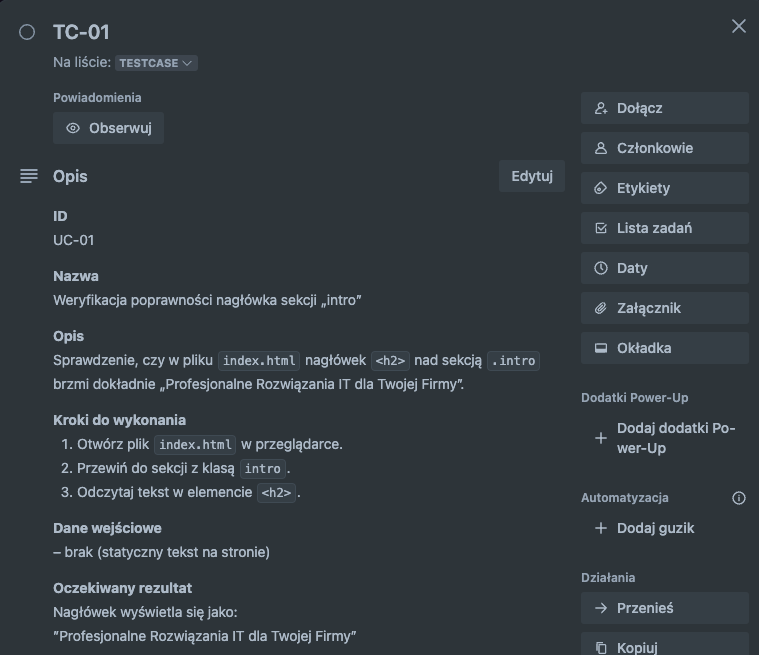 TC-01
Na liście: TESTCASE
Powiadomienia
Obserwuj
Opis
Edytuj
ID
UC-01
Nazwa
Weryfikacja poprawności nagłówka sekcji „intro”
Opis
Sprawdzenie, czy w pliku index.html nagłówek <h2> nad sekcją .intro
brzmi dokładnie „Profesjonalne Rozwiązania IT dla Twojej Firmy”.
Kroki do wykonania
1. Otwórz plik index.html w przeglądarce.
2. Przewiń do sekcji z klasą intro.
3. Odczytaj tekst w elemencie <h2>.
Dane wejściowe
– brak (statyczny tekst na stronie)
Oczekiwany rezultat
Nagłówek wyświetla się jako:
”Profesjonalne Rozwiązania IT dla Twojej Firmy”
Dołącz
Członkowie
Etykiety
Lista zadań
Daty
Załącznik
Okładka
Dodatki Power-Up
Dodaj dodatki Po-
wer-Up
Automatyzacja
Dodaj guzik
Działania
Przenieś
Kopiuj